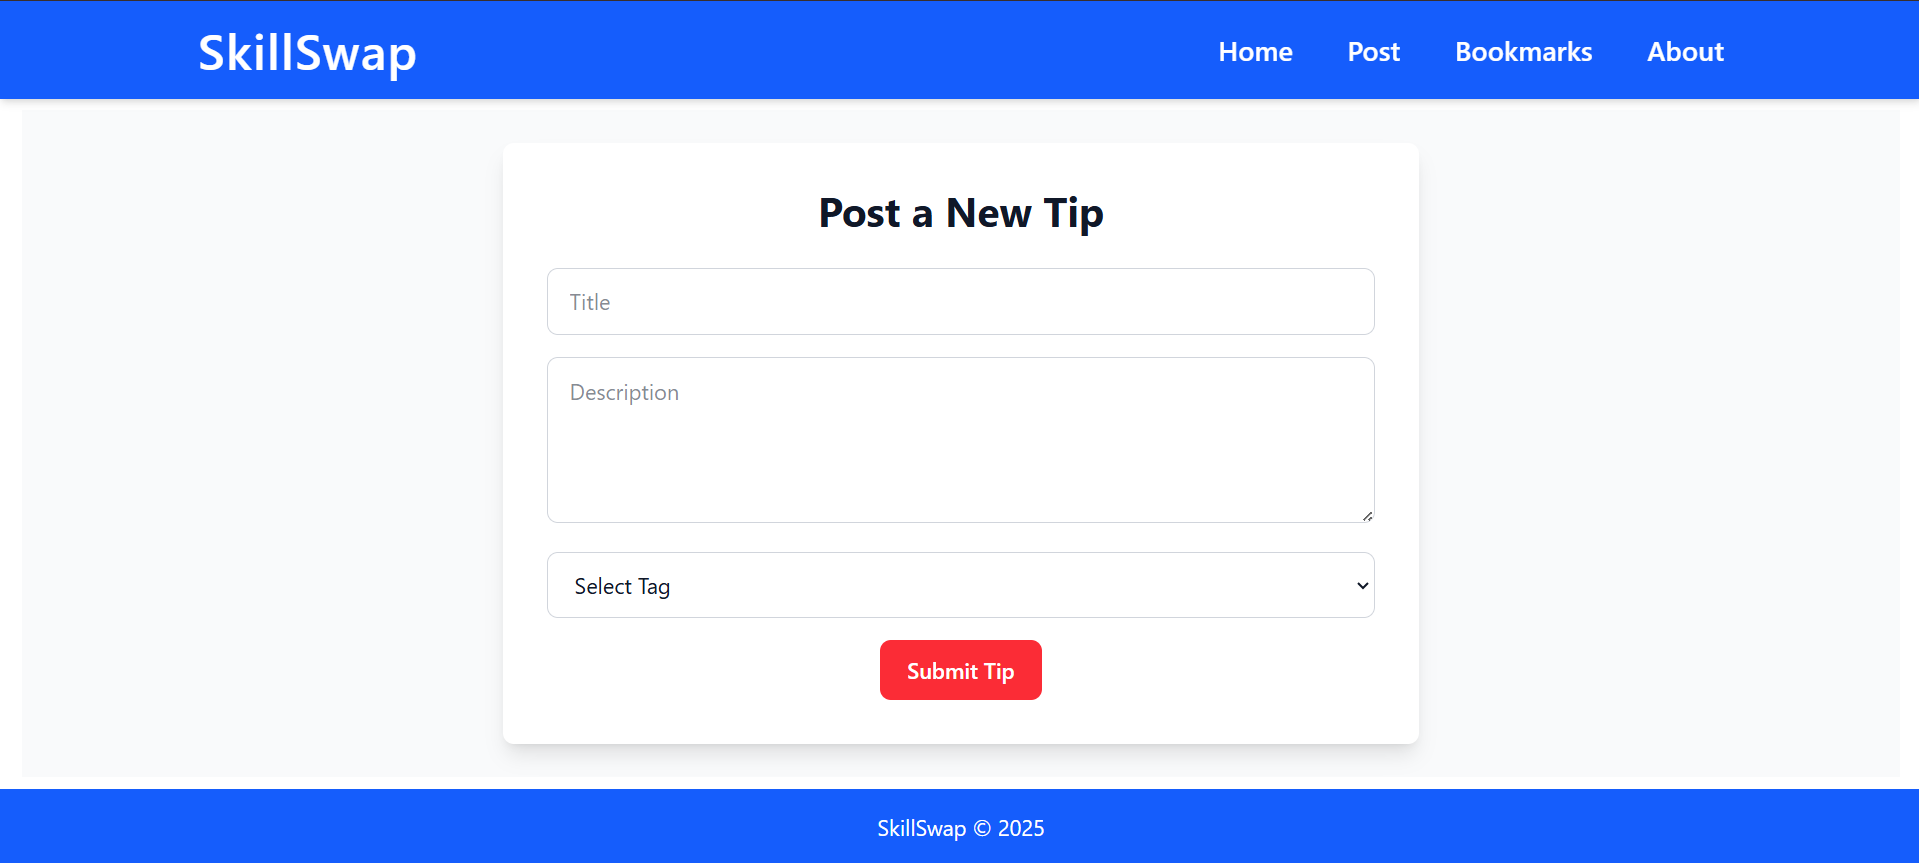 SkillSwap
Home Post Bookmarks About
Post a New Tip
Title
Description
Select Tag
Submit Tip
SkillSwap © 2025